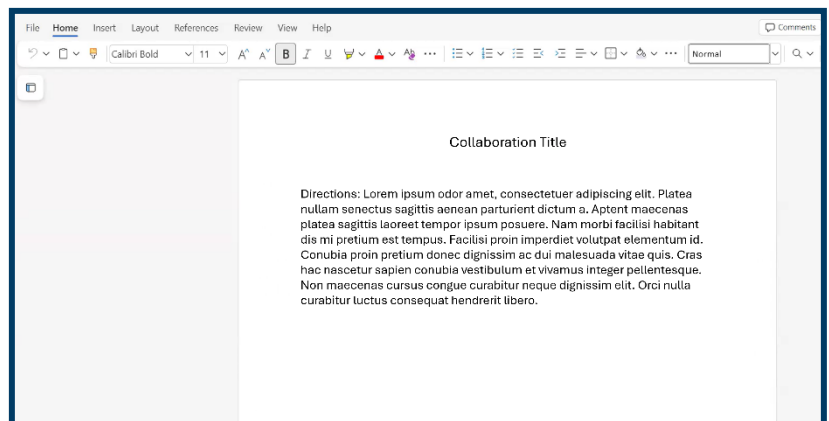 File Home Insert Layout References Review View Help Comments
Calibri Bold 11 A A B I U A A Normal
Collaboration Title
Directions: Lorem ipsum odor amet, consectetuer adipiscing elit. Platea
nullam senectus sagittis aenean parturient dictum a. Aptent maecenas
platea sagittis laoreet tempor ipsum posuere. Nam morbi facilisi habitant
dis mi pretium est tempus. Facilisi proin imperdiet volutpat elementum id.
Conubia proin pretium donec dignissim ac dui malesuada vitae quis. Cras
hac nascetur sapien conubia vestibulum et vivamus integer pellentesque.
Non maecenas cursus congue curabitur neque dignissim elit. Orci nulla
curabitur luctus consequat hendrerit libero.